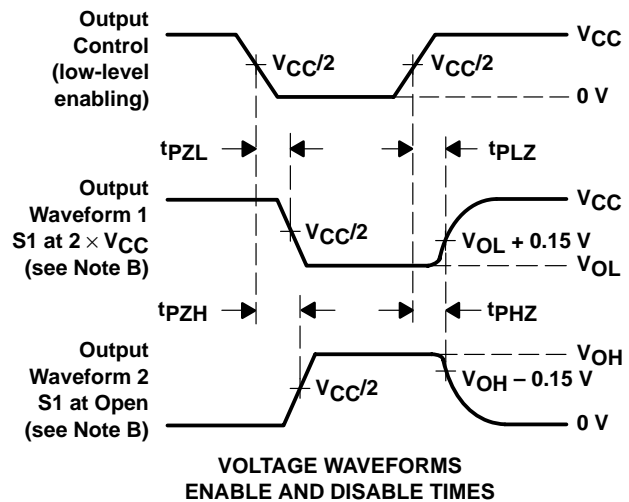 Output
Control
(low-level
enabling)
VCC
VCC/2
VCC/2
0 V
tPZL
tPLZ
Output
Waveform 1
S1 at 2 × VCC
(see Note B)
VCC
VCC/2
VOL + 0.15 V
VOL
tPZH
tPHZ
Output
Waveform 2
S1 at Open
(see Note B)
VOH
VCC/2
VOH – 0.15 V
0 V
VOLTAGE WAVEFORMS
ENABLE AND DISABLE TIMES